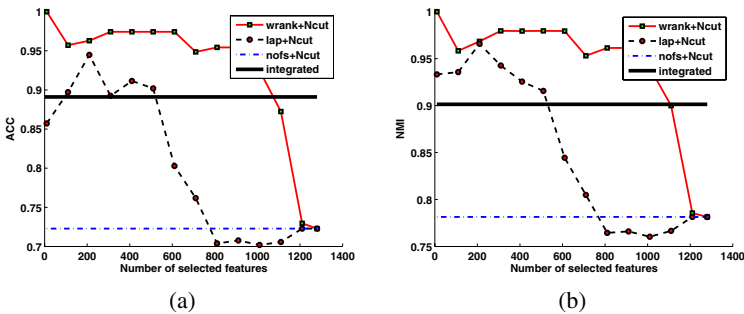 1
0.95
0.9
0.85
0.8
0.75
0.7
ACC
0 200 400 600 800 1000 1200 1400
Number of selected features
wrank+Ncut
lap+Ncut
nofs+Ncut
integrated
(a)
1
0.95
0.9
0.85
0.8
0.75
NMI
0 200 400 600 800 1000 1200 1400
Number of selected features
wrank+Ncut
lap+Ncut
nofs+Ncut
integrated
(b)